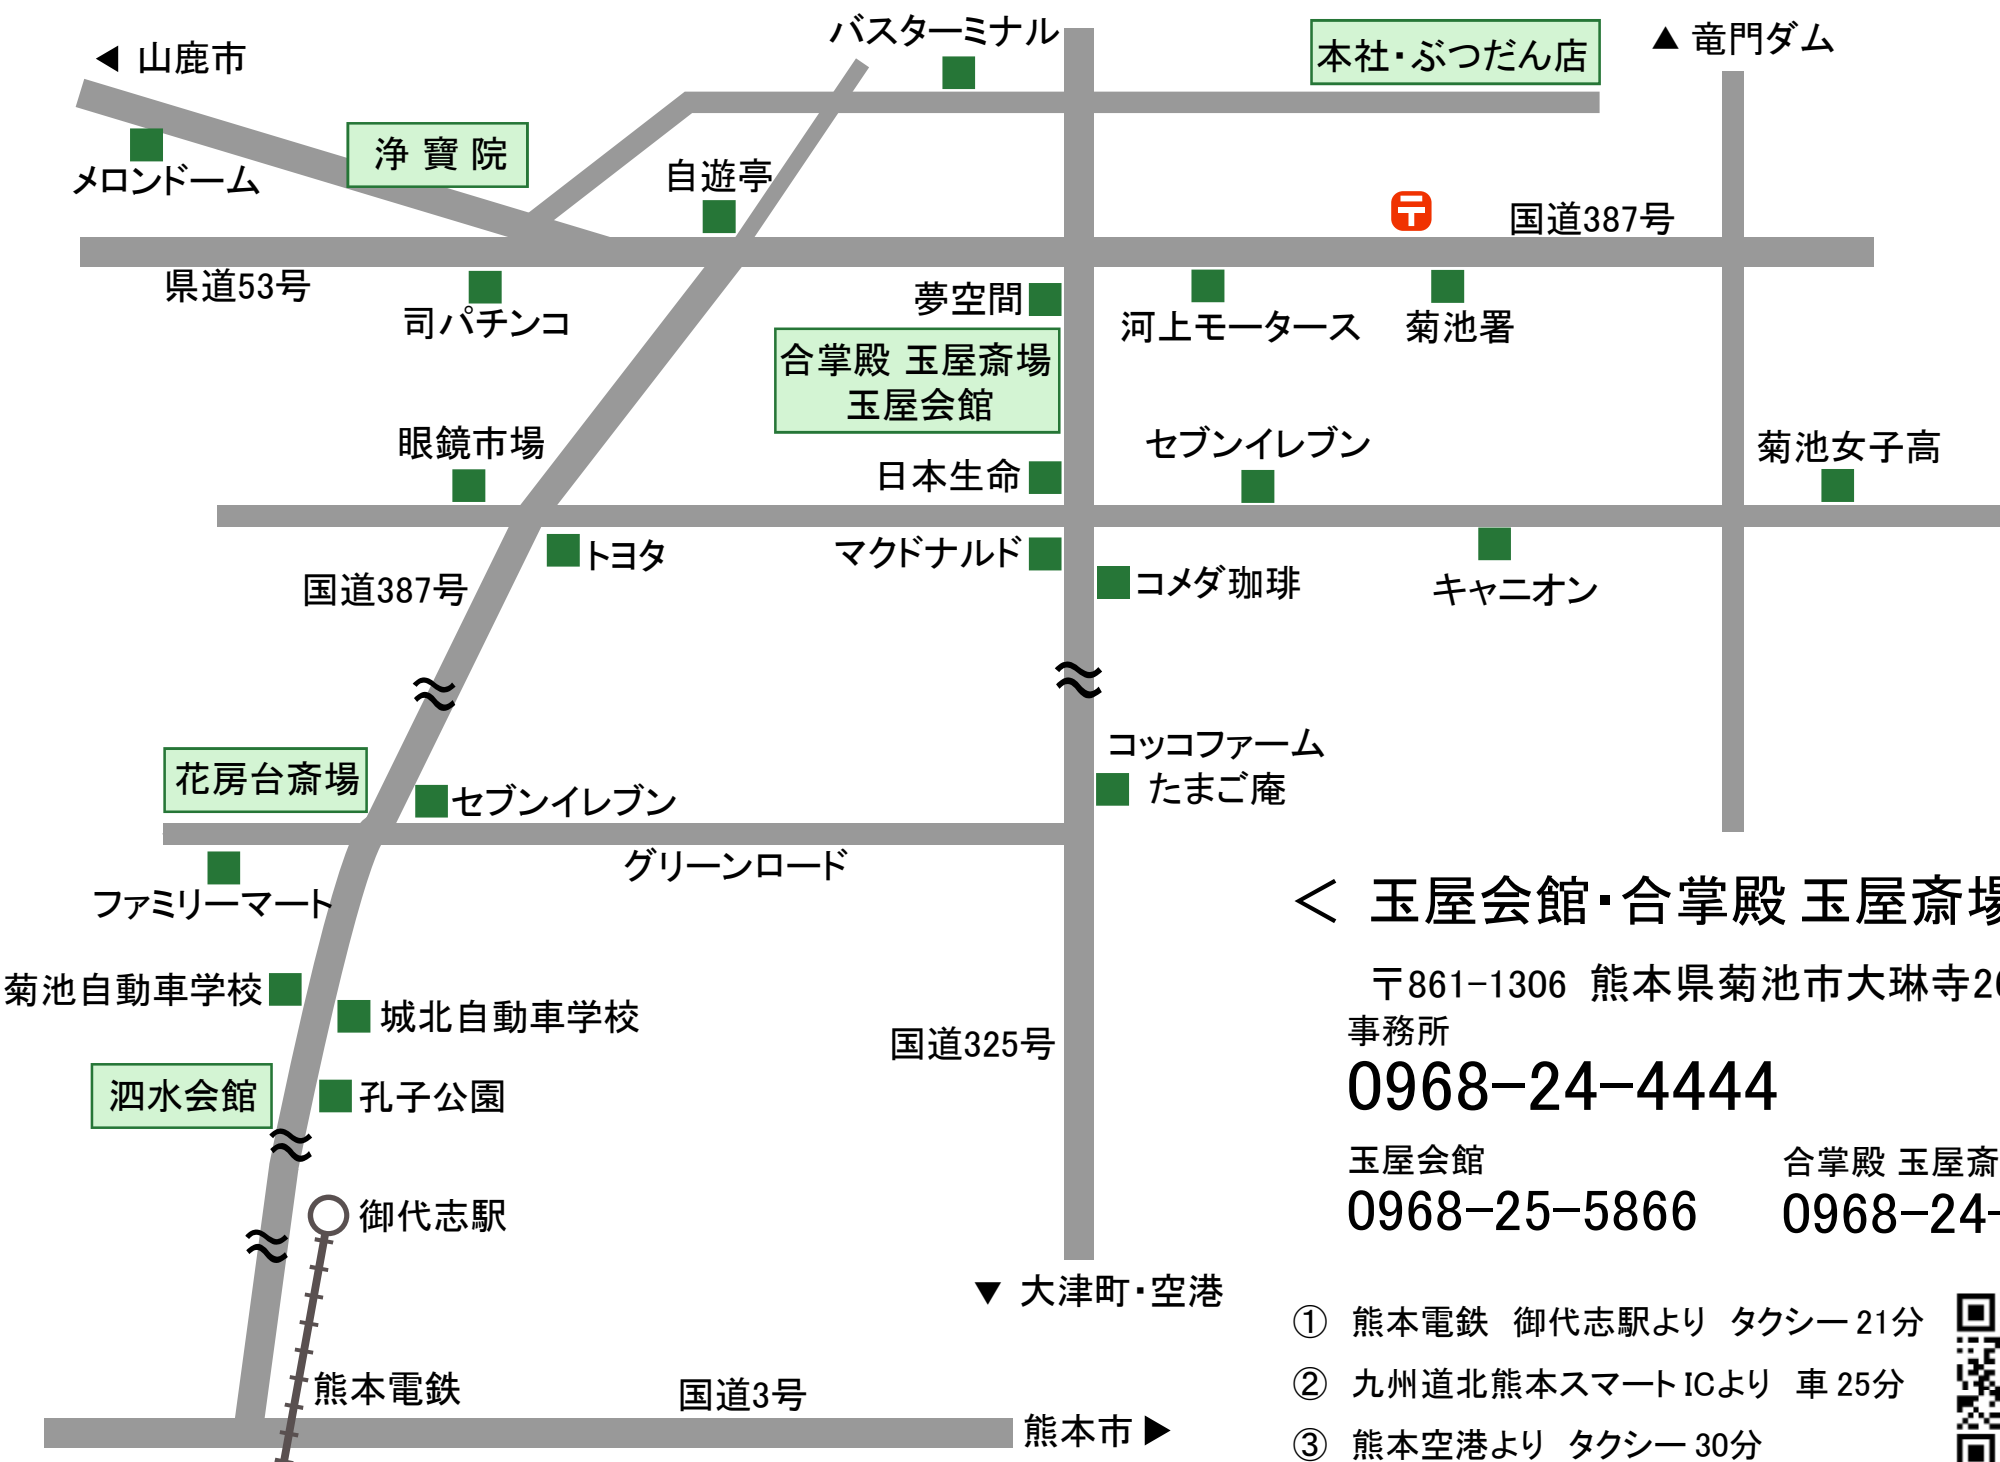 バスターミナル
本社・ぶつだん店
▲ 竜門ダム
◀ 山鹿市
浄寶院
メロンドーム
自遊亭
〒
国道387号
県道53号
司パチンコ
夢空間
河上モータース
菊池署
合掌殿 玉屋斎場
玉屋会館
眼鏡市場
日本生命
セブンイレブン
菊池女子高
トヨタ
マクドナルド
コメダ珈琲
キャニオン
国道387号
コッコファーム
たまご庵
花房台斎場
セブンイレブン
グリーンロード
ファミリーマート
菊池自動車学校
城北自動車学校
国道325号
泗水会館
孔子公園
御代志駅
▼ 大津町・空港
熊本電鉄
国道3号
熊本市 ▶
＜ 玉屋会館・合掌殿 玉屋斎場
〒861-1306 熊本県菊池市大琳寺2
事務所
0968-24-4444
玉屋会館
0968-25-5866
合掌殿 玉屋斎
0968-24-
① 熊本電鉄 御代志駅より タクシー 21分
② 九州道北熊本スマートICより 車 25分
③ 熊本空港より タクシー 30分